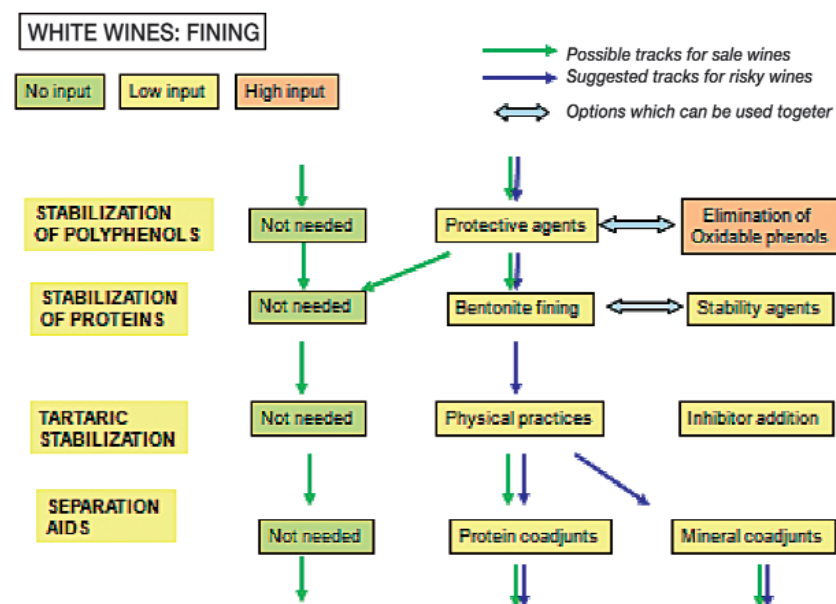 WHITE WINES: FINING
Possible tracks for sale wines
Suggested tracks for risky wines
No input
Low input
High input
Options which can be used togeter
STABILIZATION
OF POLYPHENOLS
Not needed
Protective agents
Elimination of
Oxidable phenols
STABILIZATION
OF PROTEINS
Not needed
Bentonite fining
Stability agents
TARTARIC
STABILIZATION
Not needed
Physical practices
Inhibitor addition
SEPARATION
AIDS
Not needed
Protein coadjunts
Mineral coadjunts